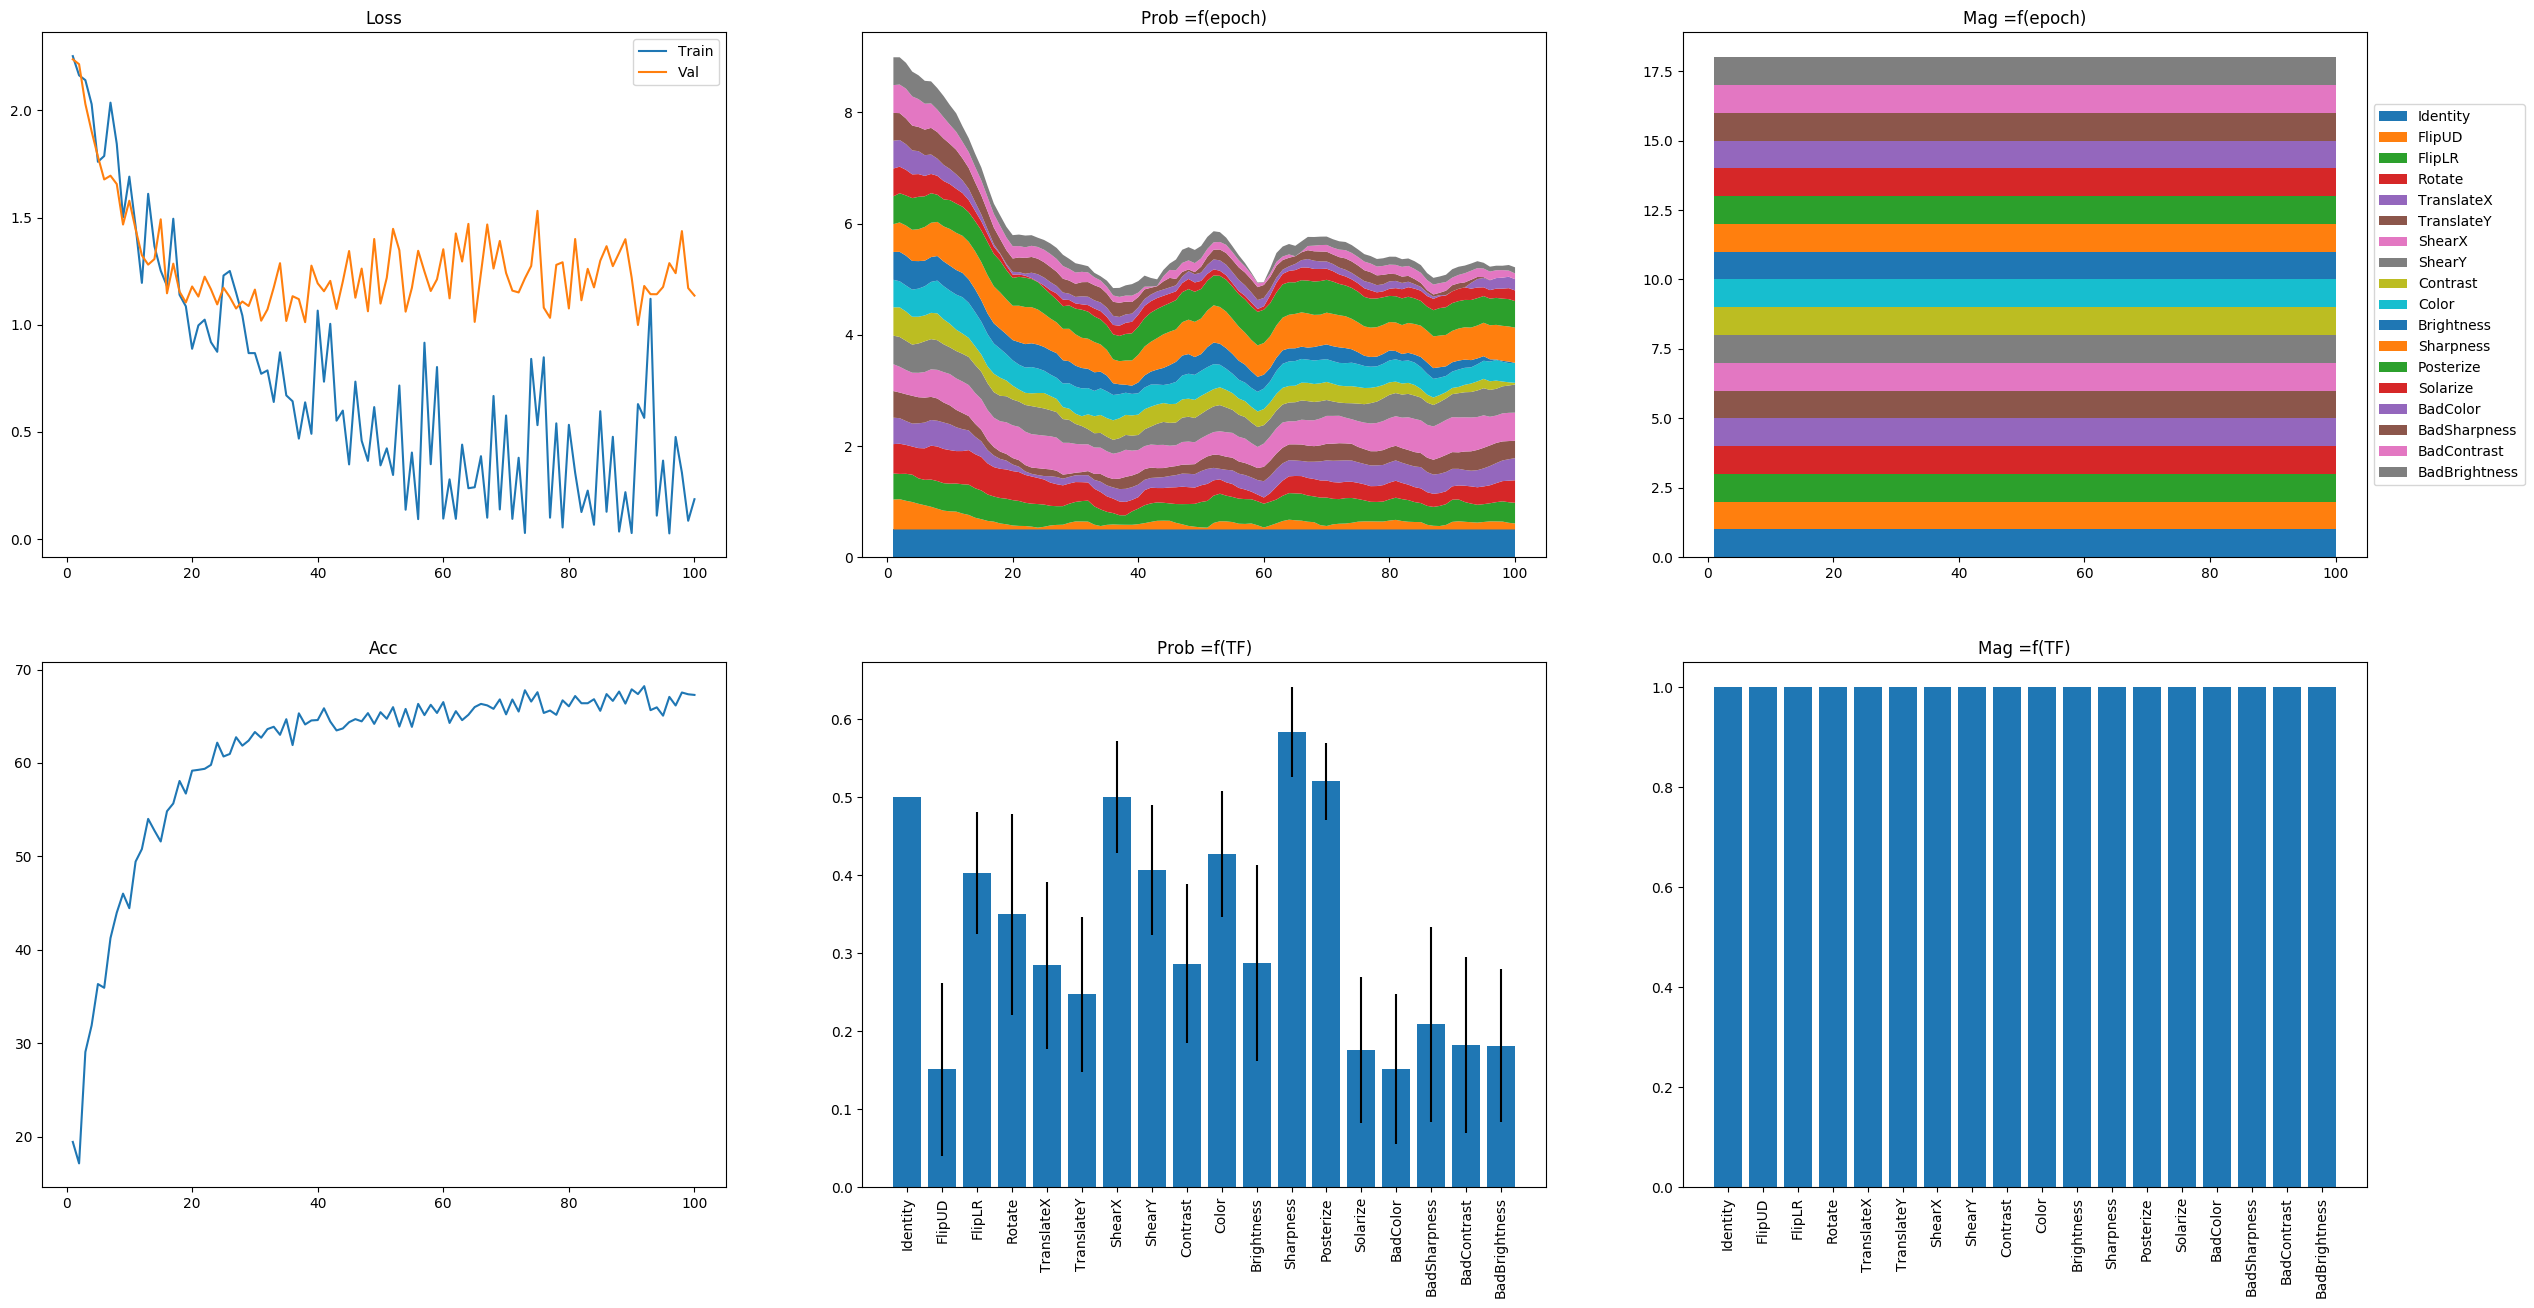 Loss
Train
Val
2.0
1.5
1.0
0.5
0.0
0 20 40 60 80 100
Prob =f(epoch)
8
6
4
2
0
0 20 40 60 80 100
Mag =f(epoch)
17.5
15.0
12.5
10.0
7.5
5.0
2.5
0.0
0 20 40 60 80 100
Identity
FlipUD
FlipLR
Rotate
TranslateX
TranslateY
ShearX
ShearY
Contrast
Color
Brightness
Sharpness
Posterize
Solarize
BadColor
BadSharpness
BadContrast
BadBrightness
Acc
70
60
50
40
30
20
0 20 40 60 80 100
Prob =f(TF)
0.6
0.5
0.4
0.3
0.2
0.1
0.0
Identity
FlipUD
FlipLR
Rotate
TranslateX
TranslateY
ShearX
ShearY
Contrast
Color
Brightness
Sharpness
Posterize
Solarize
BadColor
BadSharpness
BadContrast
BadBrightness
Mag =f(TF)
1.0
0.8
0.6
0.4
0.2
0.0
Identity
FlipUD
FlipLR
Rotate
TranslateX
TranslateY
ShearX
ShearY
Contrast
Color
Brightness
Sharpness
Posterize
Solarize
BadColor
BadSharpness
BadContrast
BadBrightness